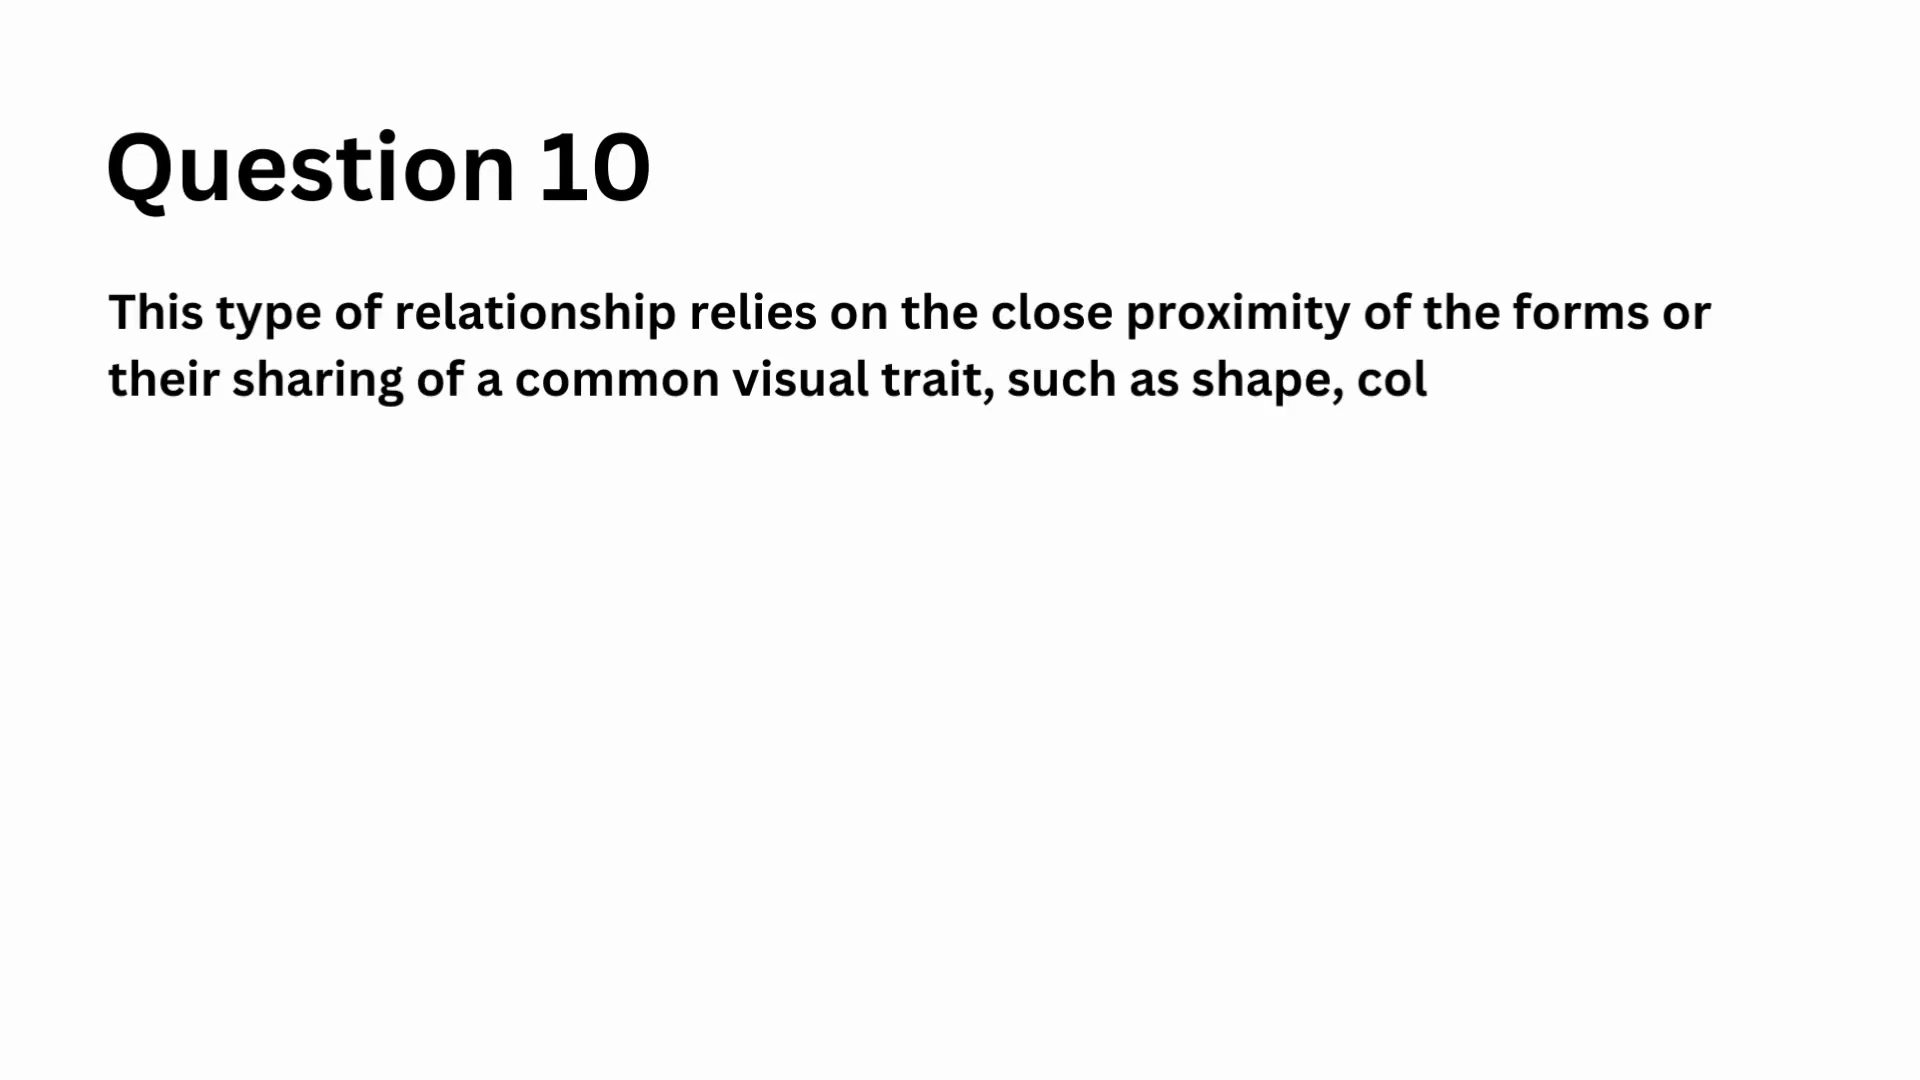 Question 10
This type of relationship relies on the close proximity of the forms or
their sharing of a common visual trait, such as shape, col